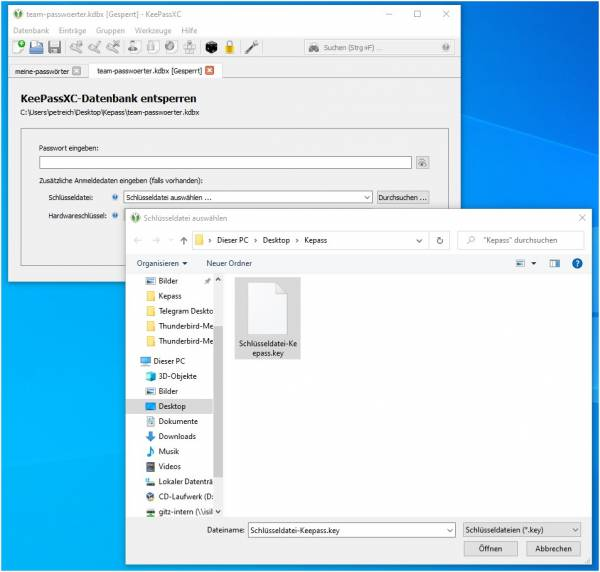 team-passwoerter.kdbx [Gesperrt] - KeePassXC
Datenbank Einträge Gruppen Werkzeuge Hilfe
Suchen (Strg+F) ...
meine-passwörter
team-passwoerter.kdbx [Gesperrt]
KeePassXC-Datenbank entsperren
C:\Users\petreich\Desktop\Kepass\team-passwoerter.kdbx
Passwort eingeben:
Zusätzliche Anmeldedaten eingeben (falls vorhanden):
Schlüsseldatei: Schlüsseldatei auswählen ... Durchsuchen ...
Hardwareschlüssel:
Schlüsseldatei auswählen
Dieser PC Desktop Kepass
"Kepass" durchsuchen
Organisieren Neuer Ordner
Bilder
Kepass
Telegram Deskto
Thunderbird-Me
Thunderbird-Me
Dieser PC
3D-Objekte
Bilder
Desktop
Dokumente
Downloads
Musik
Videos
Lokaler Datenträ
CD-Laufwerk (D:
gitz-intern (\\isil
Schlüsseldatei-Ke
epass.key
Dateiname: Schlüsseldatei-Keepass.key
Schlüsseldateien (*.key)
Öffnen Abbrechen